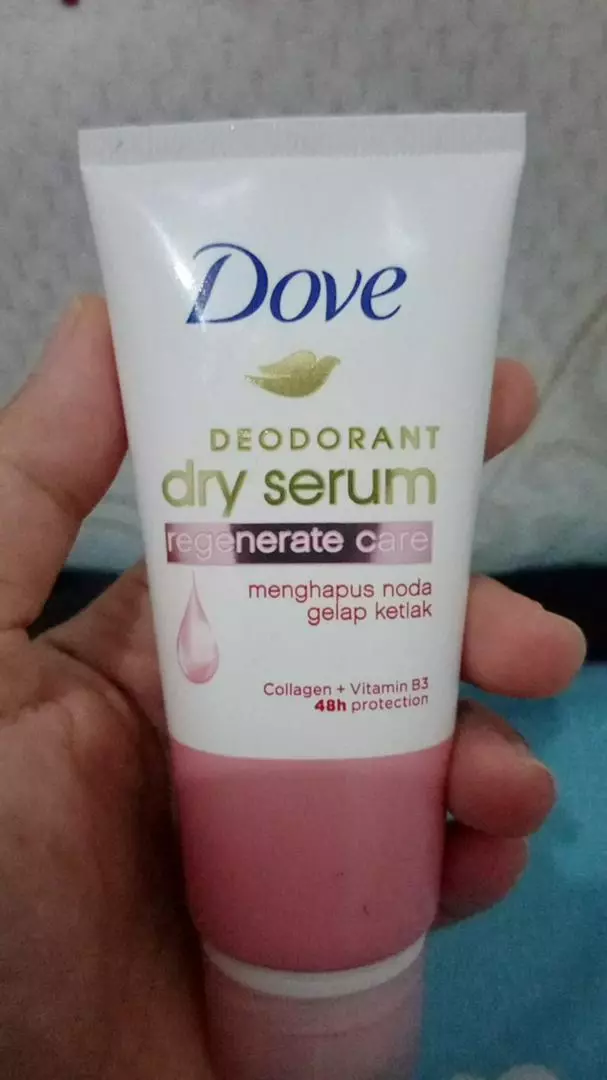 Dove
DEODORANT
dry serum
regenerate care
menghapus noda
gelap ketiak
Collagen + Vitamin B3
48h protection